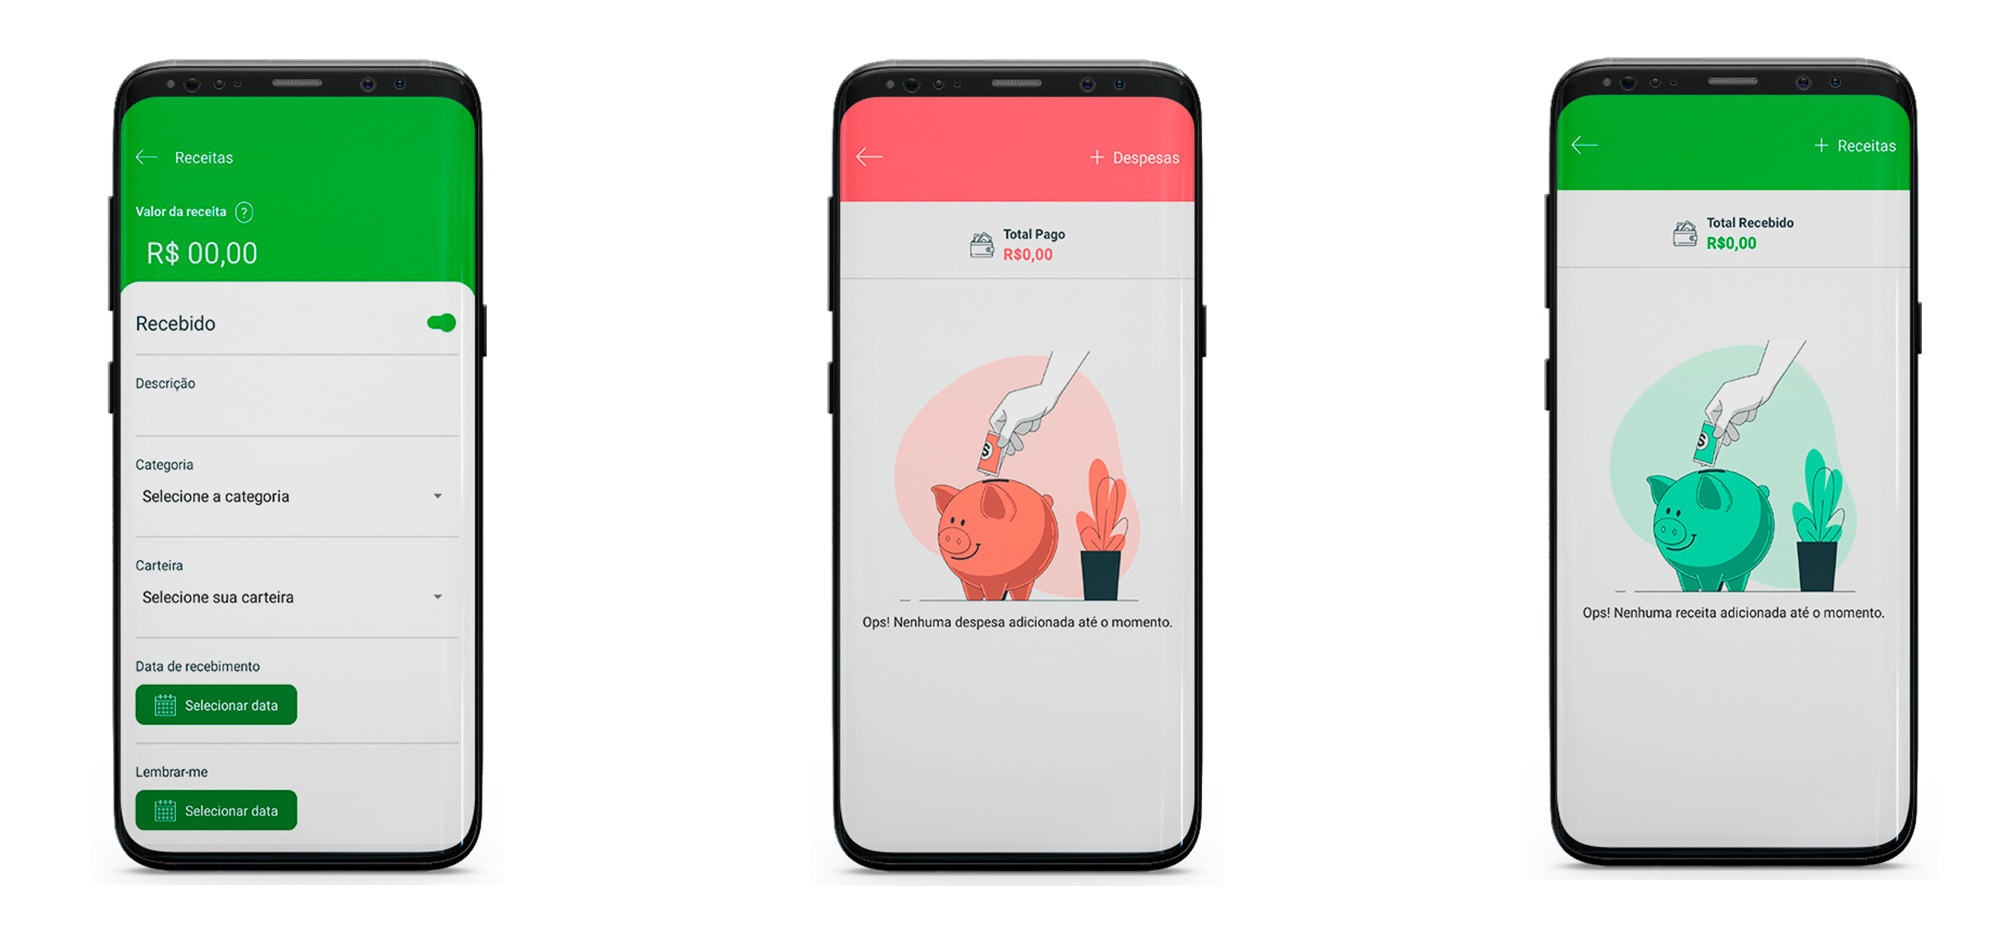 Receitas
Valor da receita ?
R$ 00,00
Recebido
Descrição
Categoria
Selecione a categoria
Carteira
Selecione sua carteira
Data de recebimento
Selecionar data
Lembrar-me
Selecionar data
+ Despesas
Total Pago
R$0,00
$
Ops! Nenhuma despesa adicionada até o momento.
+ Receitas
Total Recebido
R$0,00
$
Ops! Nenhuma receita adicionada até o momento.